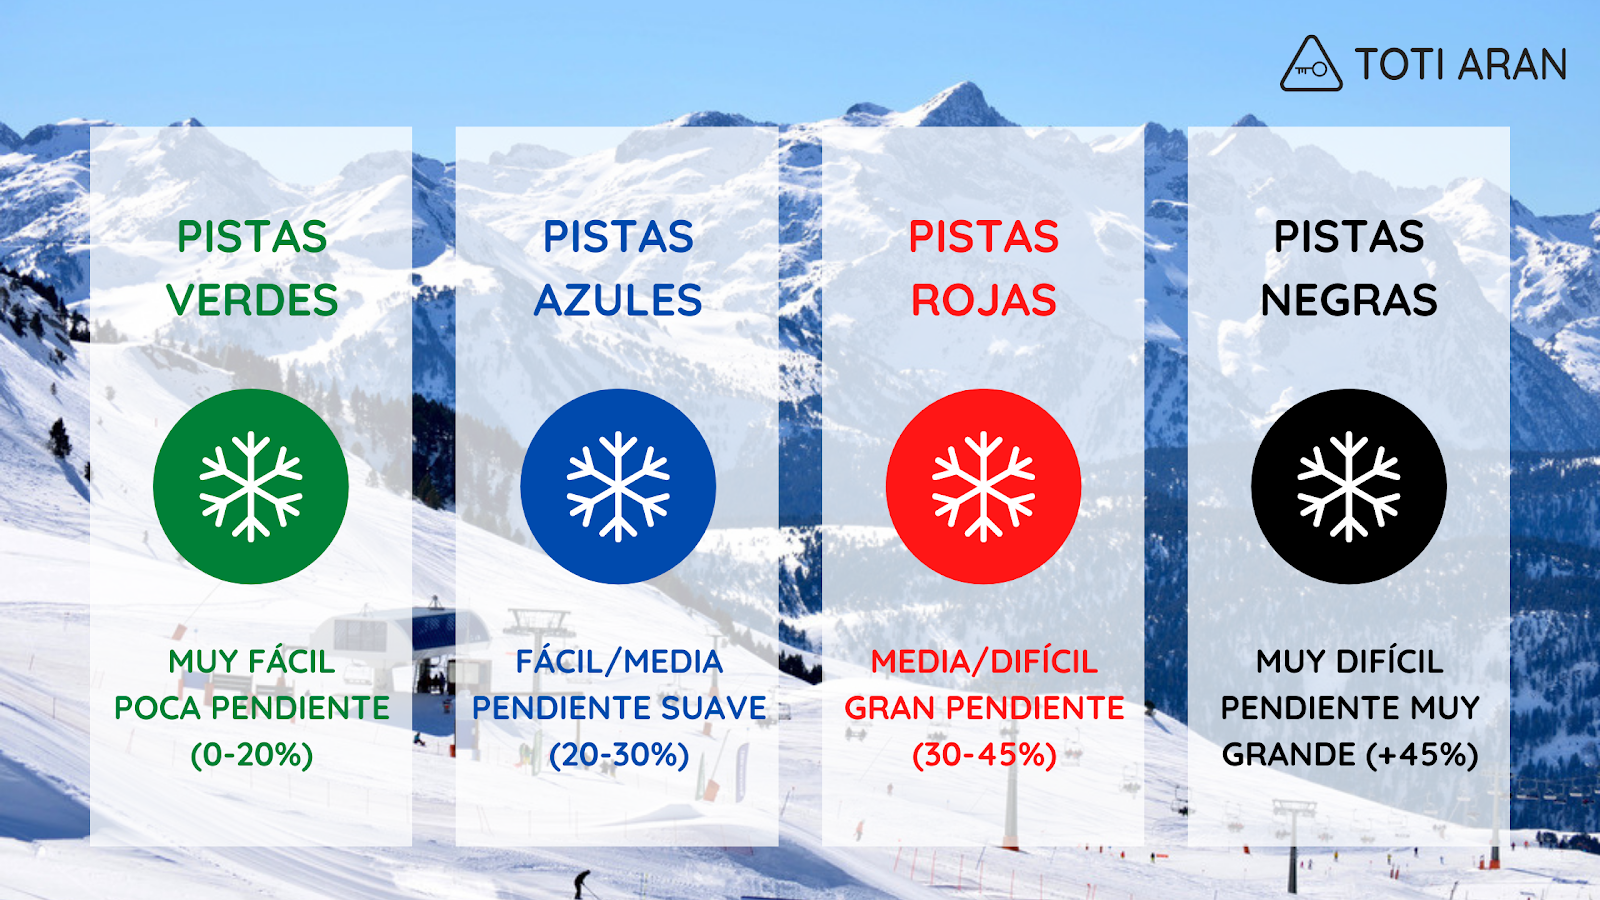 TOTI ARAN
PISTAS
VERDES
MUY FÁCIL
POCA PENDIENTE
(0-20%)
PISTAS
AZULES
FÁCIL/MEDIA
PENDIENTE SUAVE
(20-30%)
PISTAS
ROJAS
MEDIA/DIFÍCIL
GRAN PENDIENTE
(30-45%)
PISTAS
NEGRAS
MUY DIFÍCIL
PENDIENTE MUY
GRANDE (+45%)